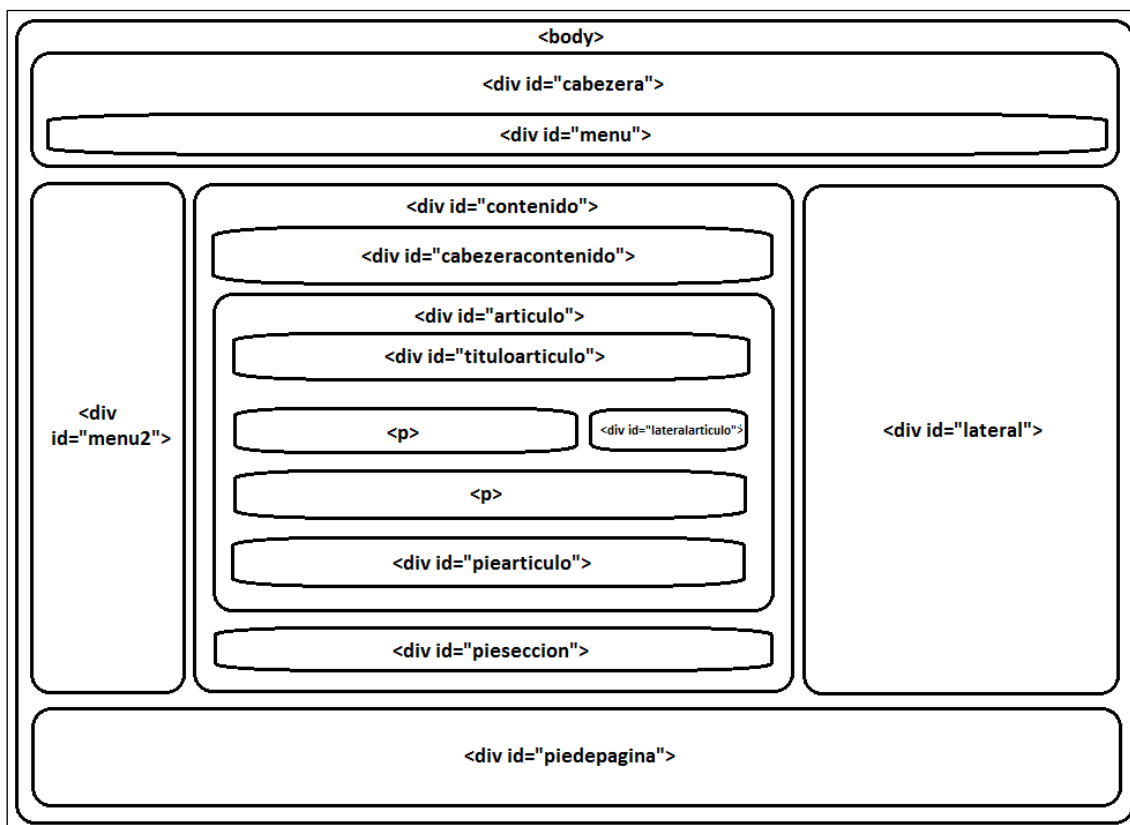 <body>
<div id="cabezera">
<div id="menu">
<div
id="menu2">
<div id="contenido">
<div id="cabezeracontenido">
<div id="articulo">
<div id="tituloarticulo">
<p>
<div id="lateralarticulo">
<p>
<div id="piearticulo">
<div id="pieseccion">
<div id="lateral">
<div id="piedepagina">